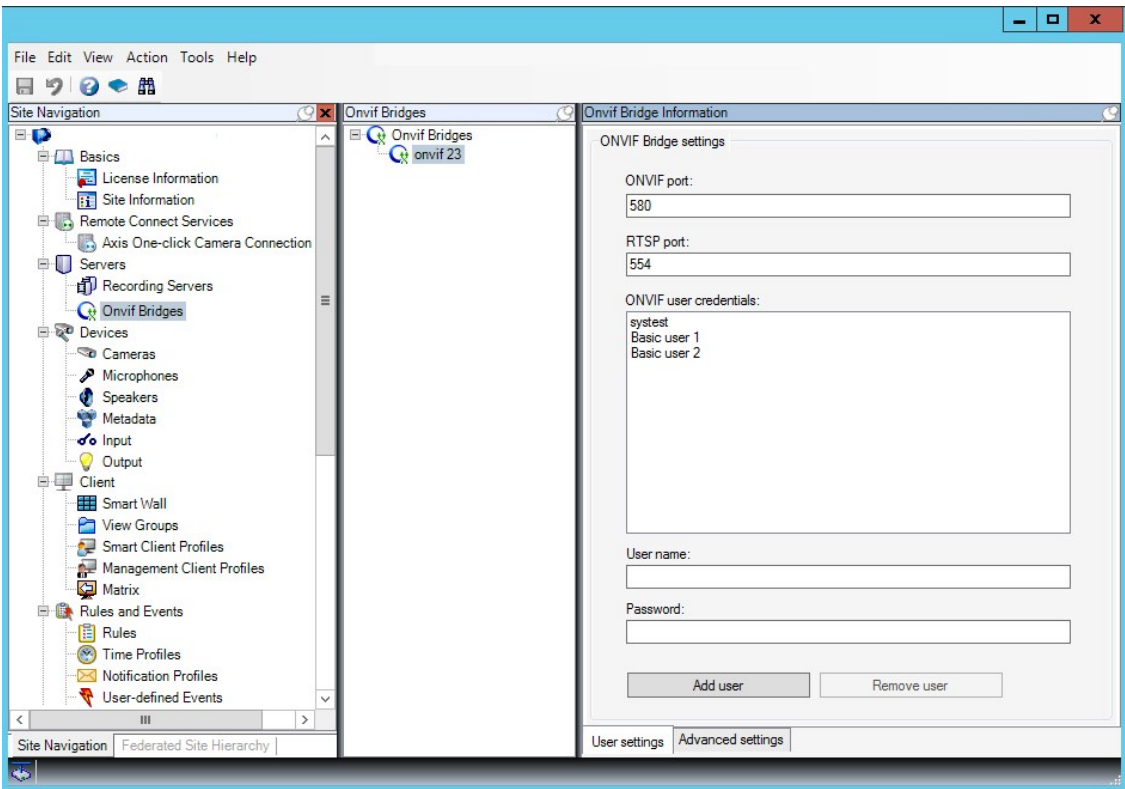 File Edit View Action Tools Help
Site Navigation
Basics
License Information
Site Information
Remote Connect Services
Axis One-click Camera Connection
Servers
Recording Servers
Onvif Bridges
Devices
Cameras
Microphones
Speakers
Metadata
Input
Output
Client
Smart Wall
View Groups
Smart Client Profiles
Management Client Profiles
Matrix
Rules and Events
Rules
Time Profiles
Notification Profiles
User-defined Events
Site Navigation
Federated Site Hierarchy
Onvif Bridges
Onvif Bridges
onvif 23
Onvif Bridge Information
ONVIF Bridge settings
ONVIF port:
580
RTSP port:
554
ONVIF user credentials:
systest
Basic user 1
Basic user 2
User name:
Password:
Add user
Remove user
User settings
Advanced settings